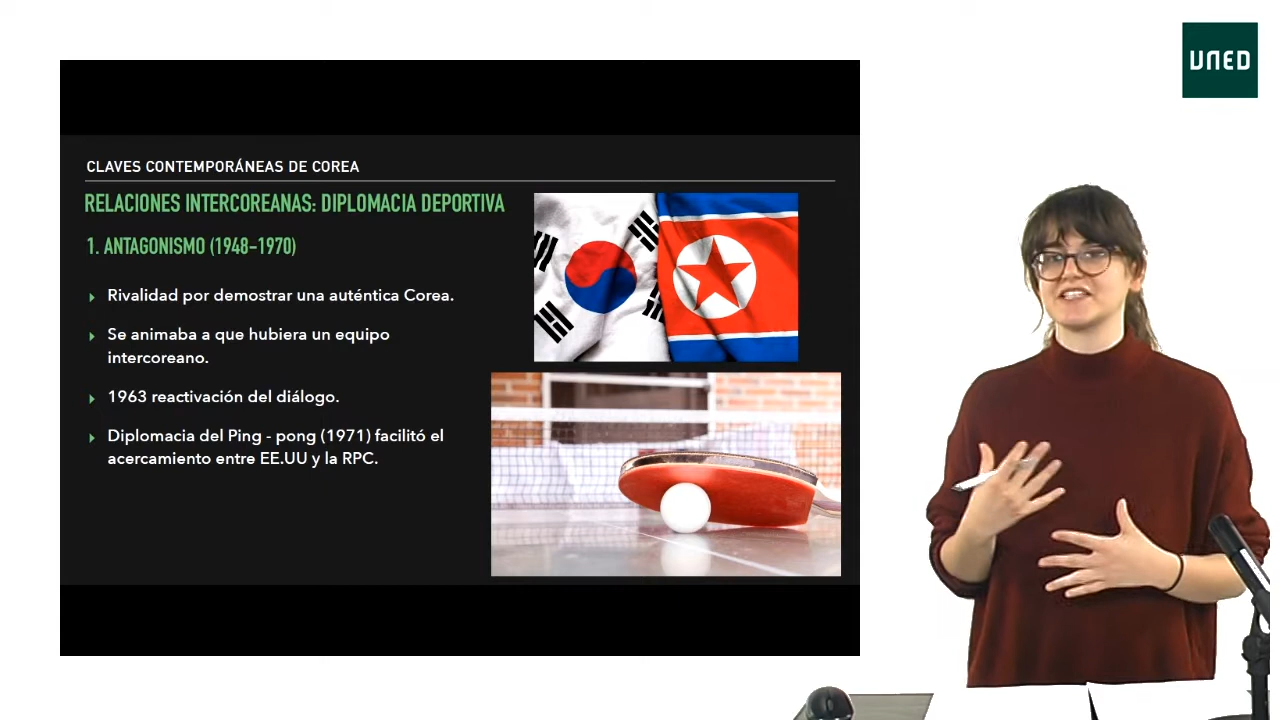 UNED
CLAVES CONTEMPORÁNEAS DE COREA
RELACIONES INTERCOREANAS: DIPLOMACIA DEPORTIVA
1. ANTAGONISMO (1948-1970)
Rivalidad por demostrar una auténtica Corea.
Se animaba a que hubiera un equipo
intercoreano.
1963 reactivación del diálogo.
Diplomacia del Ping - pong (1971) facilitó el
acercamiento entre EE.UU y la RPC.